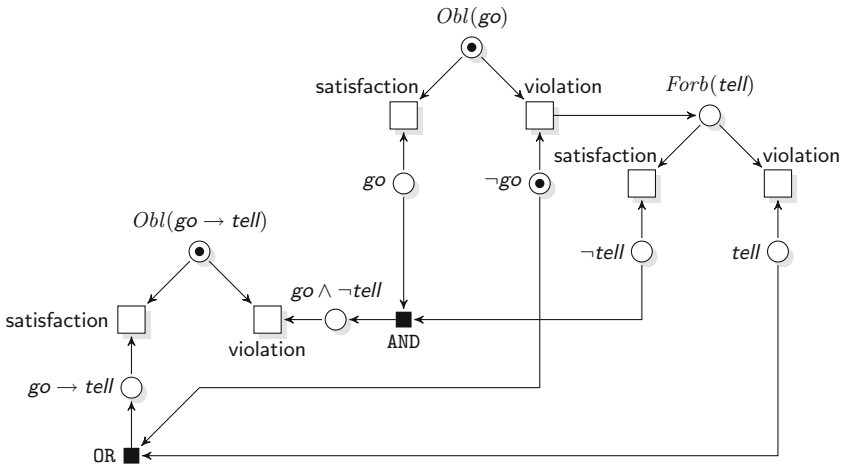 Obl(go)
satisfaction
violation
Forb(tell)
satisfaction
violation
go
¬go
Obl(go → tell)
¬tell
tell
go ∧ ¬tell
satisfaction
violation
AND
go → tell
OR